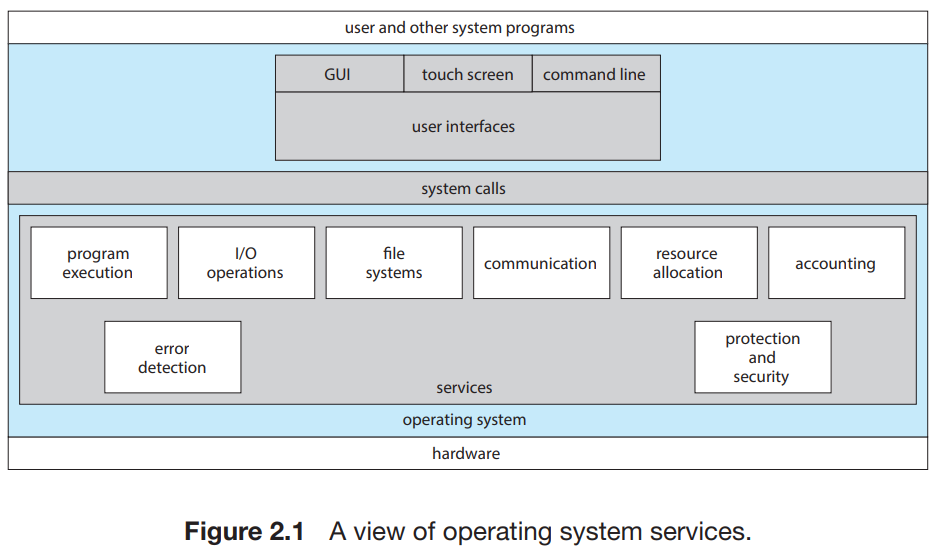 user and other system programs
GUI
touch screen
command line
user interfaces
system calls
program
execution
I/O
operations
file
systems
communication
resource
allocation
accounting
error
detection
protection
and
security
services
operating system
hardware
Figure 2.1 A view of operating system services.